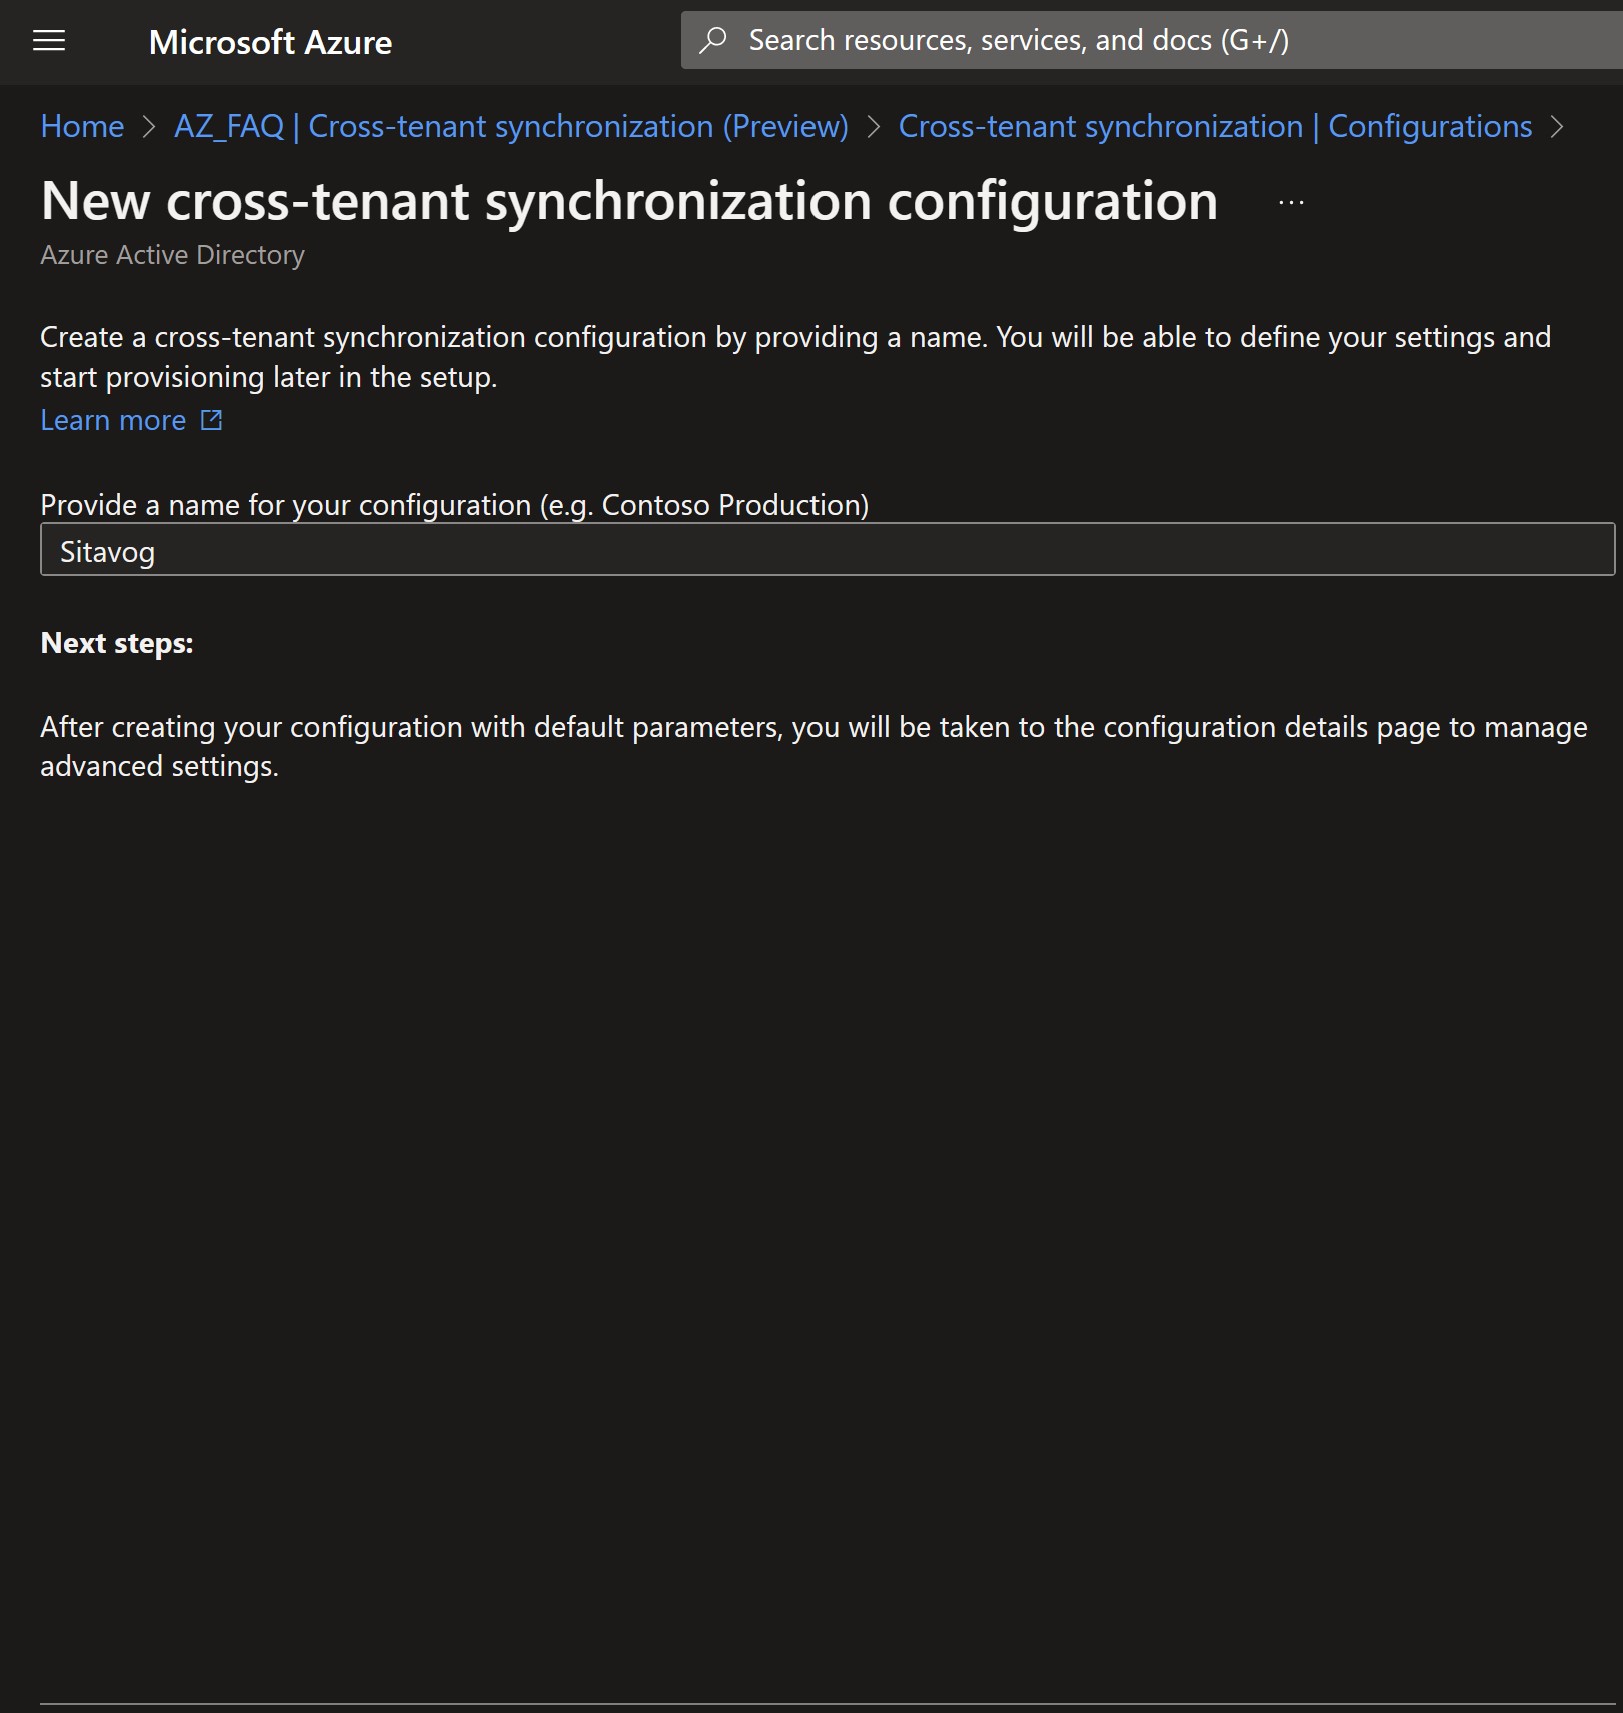 Microsoft Azure
Search resources, services, and docs (G+/)
Home > AZ_FAQ | Cross-tenant synchronization (Preview) > Cross-tenant synchronization | Configurations >
New cross-tenant synchronization configuration ...
Azure Active Directory
Create a cross-tenant synchronization configuration by providing a name. You will be able to define your settings and
start provisioning later in the setup.
Learn more
Provide a name for your configuration (e.g. Contoso Production)
Sitavog
Next steps:
After creating your configuration with default parameters, you will be taken to the configuration details page to manage
advanced settings.